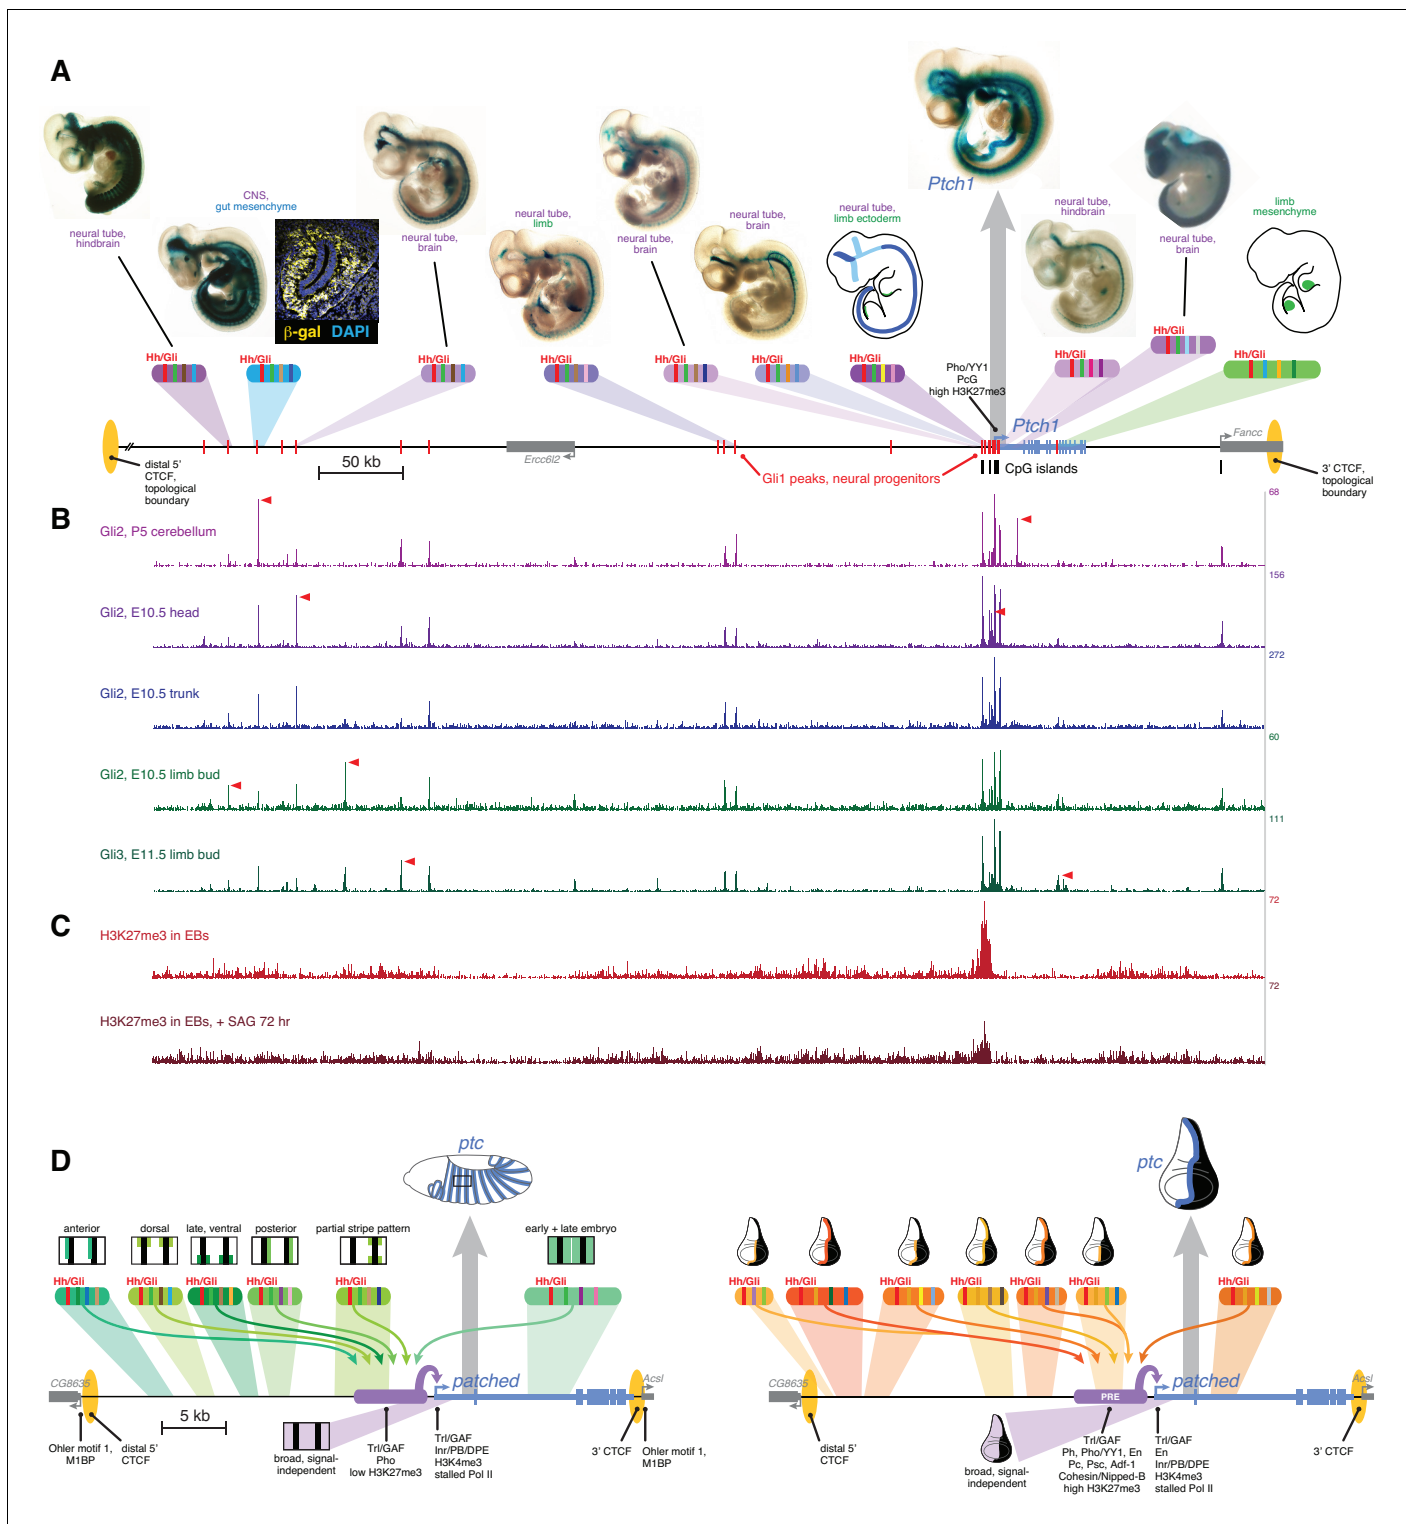 A
Ptch1
CNS,
gut mesenchyme
neural tube,
hindbrain
neural tube,
brain
neural tube,
limb
neural tube,
brain
neural tube,
brain
neural tube,
limb ectoderm
neural tube,
hindbrain
neural tube,
brain
limb
mesenchyme
β-gal DAPI
Hh/Gli
Hh/Gli
Hh/Gli
Hh/Gli
Hh/Gli
Hh/Gli
Hh/Gli
Hh/Gli
Hh/Gli
Hh/Gli
Pho/YY1
PcG
high H3K27me3
Ptch1
Fancc
Ercc6l2
distal 5'
CTCF,
topological
boundary
50 kb
Gli1 peaks, neural progenitors
CpG islands
3' CTCF,
topological
boundary
B
68
Gli2, P5 cerebellum
156
Gli2, E10.5 head
272
Gli2, E10.5 trunk
60
Gli2, E10.5 limb bud
111
Gli3, E11.5 limb bud
C
72
H3K27me3 in EBs
72
H3K27me3 in EBs, + SAG 72 hr
D
ptc
anterior
dorsal
late, ventral
posterior
partial stripe pattern
early + late embryo
Hh/Gli
Hh/Gli
Hh/Gli
Hh/Gli
Hh/Gli
Hh/Gli
CG8635
patched
Acsl
5 kb
Ohler motif 1,
M1BP
distal 5'
CTCF
broad, signal-
independent
Trl/GAF
Pho
low H3K27me3
Trl/GAF
Inr/PB/DPE
H3K4me3
stalled Pol II
3' CTCF
Ohler motif 1,
M1BP
ptc
Hh/Gli
Hh/Gli
Hh/Gli
Hh/Gli
Hh/Gli
Hh/Gli
Hh/Gli
CG8635
PRE
patched
Acsl
distal 5'
CTCF
broad, signal-
independent
Trl/GAF
Ph, Pho/YY1, En
Pc, Psc, Adf-1
Cohesin/Nipped-B
high H3K27me3
Trl/GAF
En
Inr/PB/DPE
H3K4me3
stalled Pol II
3' CTCF